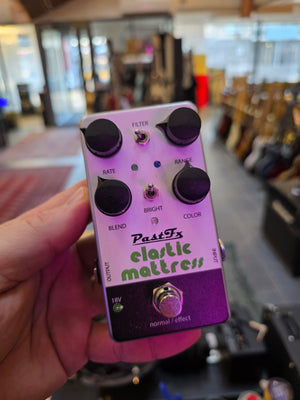 FILTER
RATE
RANGE
BRIGHT
BLEND
COLOR
PastFx
elastic
mattress
OUTPUT
INPUT
18V
normal / effect